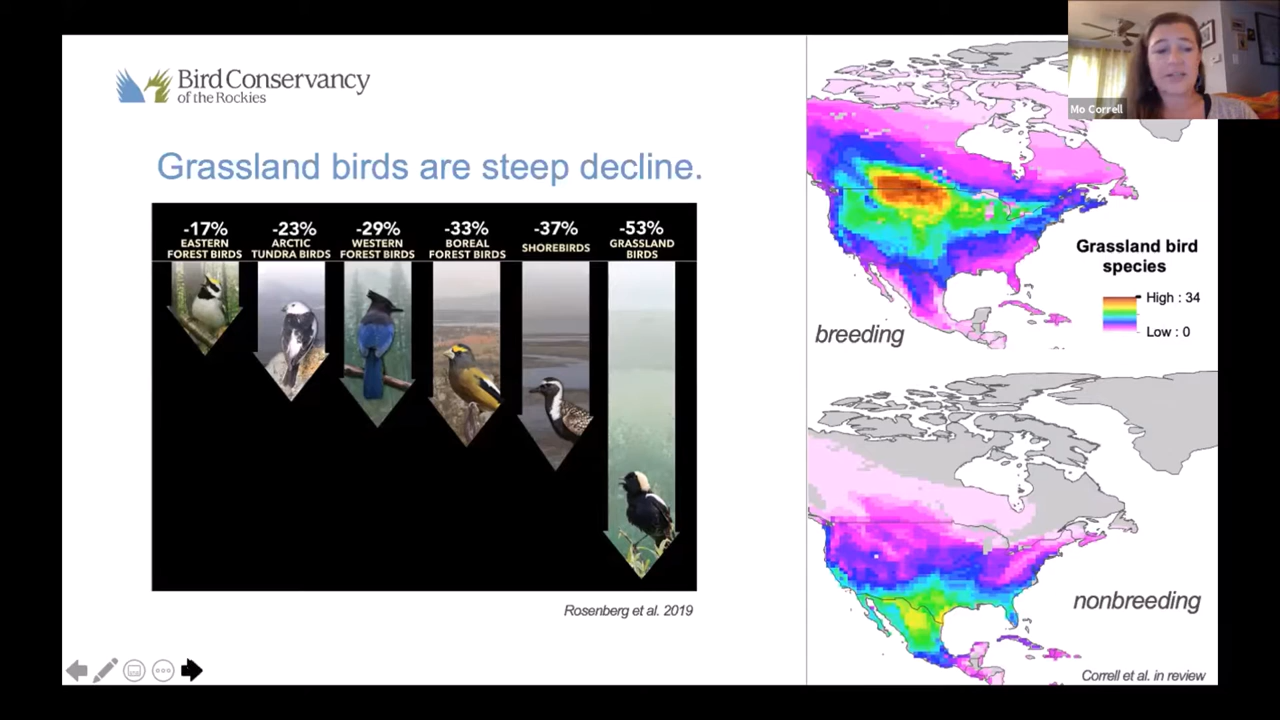 Bird Conservancy
of the Rockies
Grassland birds are steep decline.
-17%
EASTERN
FOREST BIRDS
-23%
ARCTIC
TUNDRA BIRDS
-29%
WESTERN
FOREST BIRDS
-33%
BOREAL
FOREST BIRDS
-37%
SHOREBIRDS
-53%
GRASSLAND
BIRDS
Rosenberg et al. 2019
Mo Correll
Grassland bird
species
High : 34
Low : 0
breeding
nonbreeding
Correll et al. in review